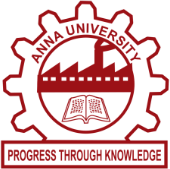 ANNA UNIVERSITY
PROGRESS THROUGH KNOWLEDGE